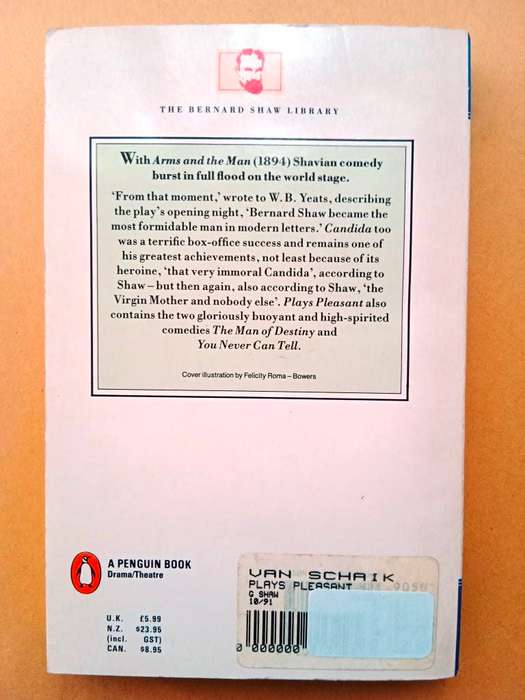 THE BERNARD SHAW LIBRARY
With Arms and the Man (1894) Shavian comedy
burst in full flood on the world stage.
'From that moment,' wrote to W. B. Yeats, describing
the play's opening night, 'Bernard Shaw became the
most formidable man in modern letters.' Candida too
was a terrific box-office success and remains one of
his greatest achievements, not least because of its
heroine, 'that very immoral Candida', according to
Shaw – but then again, also according to Shaw, 'the
Virgin Mother and nobody else'. Plays Pleasant also
contains the two gloriously buoyant and high-spirited
comedies The Man of Destiny and
You Never Can Tell.
Cover illustration by Felicity Roma – Bowers
A PENGUIN BOOK
Drama/Theatre
U.K. £5.99
N.Z. $23.95
(incl. GST)
CAN. $8.95
VAN SCHAIK
PLAYS PLEASANT
G SHAW
10/91
0 000000